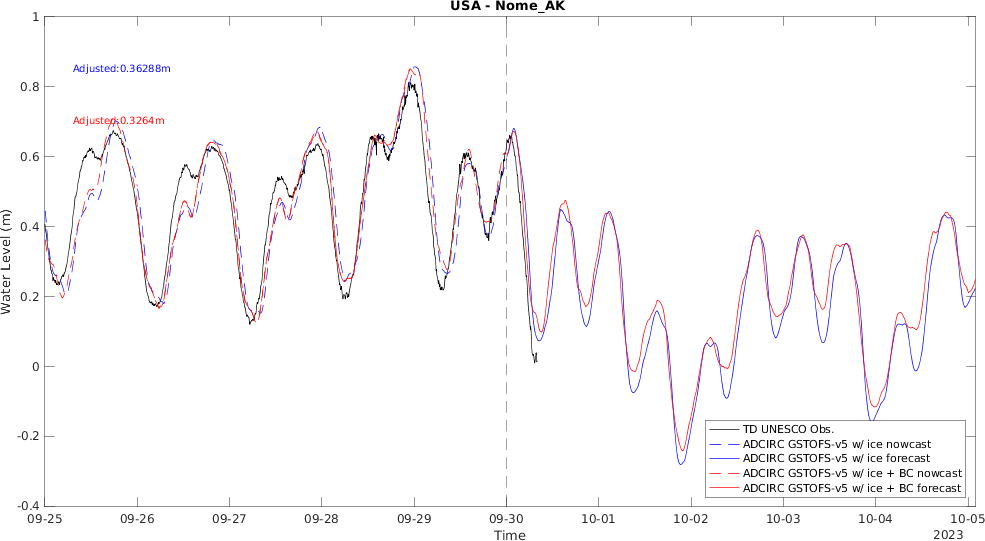 USA - Nome_AK
Adjusted:0.36288m
Adjusted:0.3264m
Water Level (m)
1
0.8
0.6
0.4
0.2
0
-0.2
-0.4
09-25
09-26
09-27
09-28
09-29
09-30
10-01
10-02
10-03
10-04
10-05
Time
2023
TD UNESCO Obs.
ADCIRC GSTOFS-v5 w/ ice nowcast
ADCIRC GSTOFS-v5 w/ ice forecast
ADCIRC GSTOFS-v5 w/ ice + BC nowcast
ADCIRC GSTOFS-v5 w/ ice + BC forecast